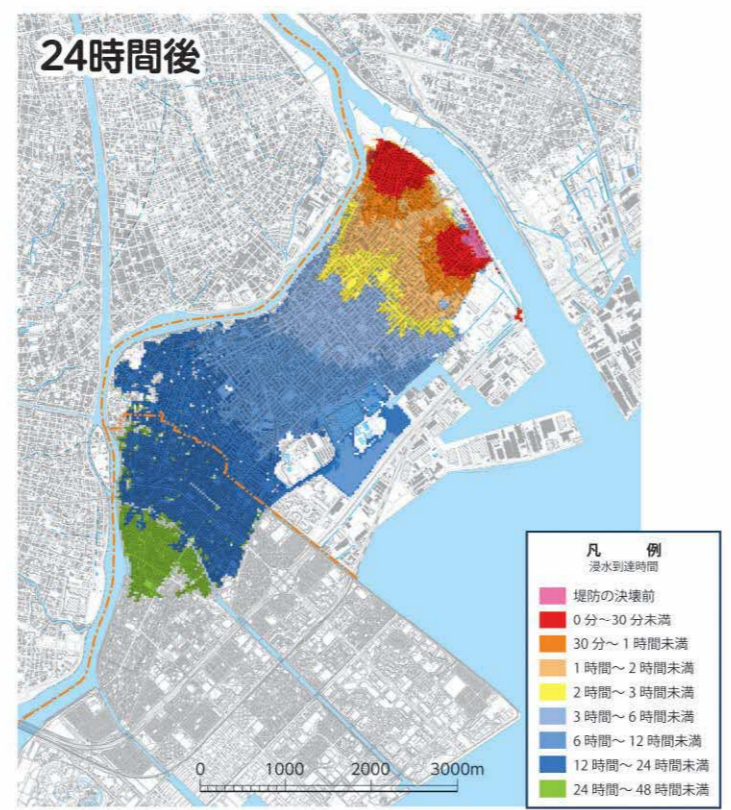 24時間後
凡 例
浸水到達時間
堤防の決壊前
0分～30分未満
30分～1時間未満
1時間～2時間未満
2時間～3時間未満
3時間～6時間未満
6時間～12時間未満
12時間～24時間未満
24時間～48時間未満
0 1000 2000 3000m